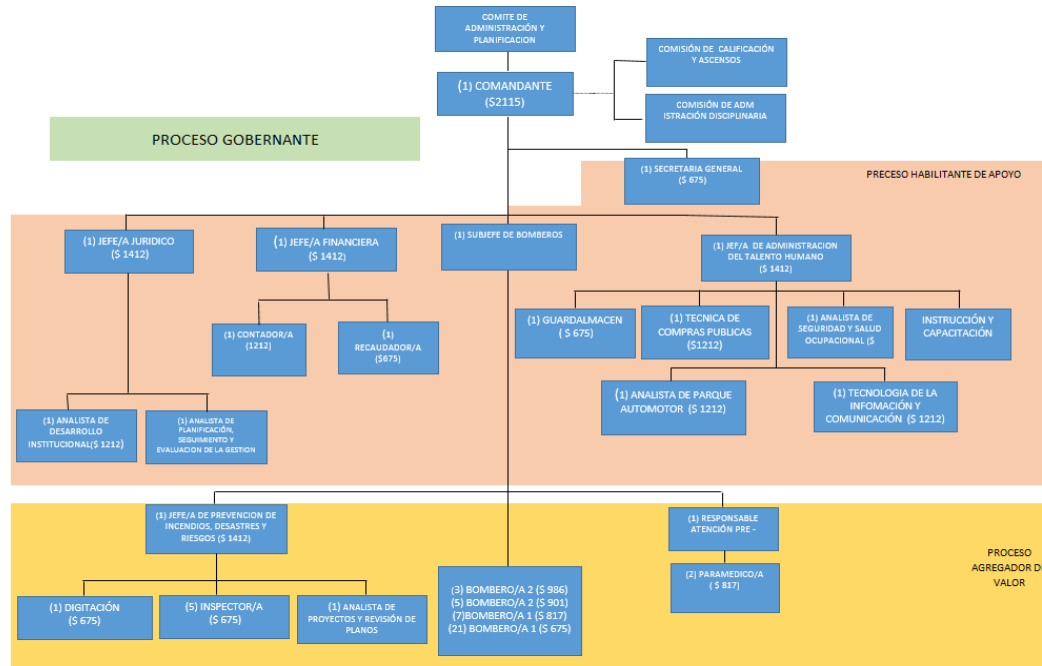 COMITE DE
ADMINISTRACIÓN Y
PLANIFICACION
(1) COMANDANTE
($2115)
COMISIÓN DE CALIFICACIÓN
Y ASCENSOS
COMISIÓN DE ADM
ISTRACIÓN DISCIPLINARIA
PROCESO GOBERNANTE
(1) SECRETARIA GENERAL
($ 675)
PRECESO HABILITANTE DE APOYO
(1) JEFE/A JURIDICO
($ 1412)
(1) JEFE/A FINANCIERA
($ 1412)
(1) SUBJEFE DE BOMBEROS
(1) JEF/A DE ADMINISTRACION
DEL TALENTO HUMANO
($ 1412)
(1) CONTADOR/A
(1212)
(1)
RECAUDADOR/A
($675)
(1) GUARDALMACEN
( $ 675)
(1) TECNICA DE
COMPRAS PUBLICAS
($1212)
(1) ANALISTA DE
SEGURIDAD Y SALUD
OCUPACIONAL ($
INSTRUCCIÓN Y
CAPACITACIÓN
(1) ANALISTA DE PARQUE
AUTOMOTOR ($ 1212)
(1) TECNOLOGIA DE LA
INFOMACIÓN Y
COMUNICACIÓN ($ 1212)
(1) ANALISTA DE
DESARROLLO
INSTITUCIONAL($ 1212)
(1) ANALISTA DE
PLANIFICACIÓN,
SEGUIMIENTO Y
EVALUACION DE LA GESTION
(1) JEFE/A DE PREVENCION DE
INCENDIOS, DESASTRES Y
RIESGOS ($ 1412)
(1) RESPONSABLE
ATENCIÓN PRE -
PROCESO
AGREGADOR D
VALOR
(1) DIGITACIÓN
($ 675)
(5) INSPECTOR/A
($ 675)
(1) ANALISTA DE
PROYECTOS Y REVISIÓN DE
PLANOS
(3) BOMBERO/A 2 ($ 986)
(5) BOMBERO/A 2 ($ 901)
(7)BOMBERO/A 1 ($ 817)
(21) BOMBERO/A 1 ($ 675)
(2) PARAMEDICO/A
( $ 817)